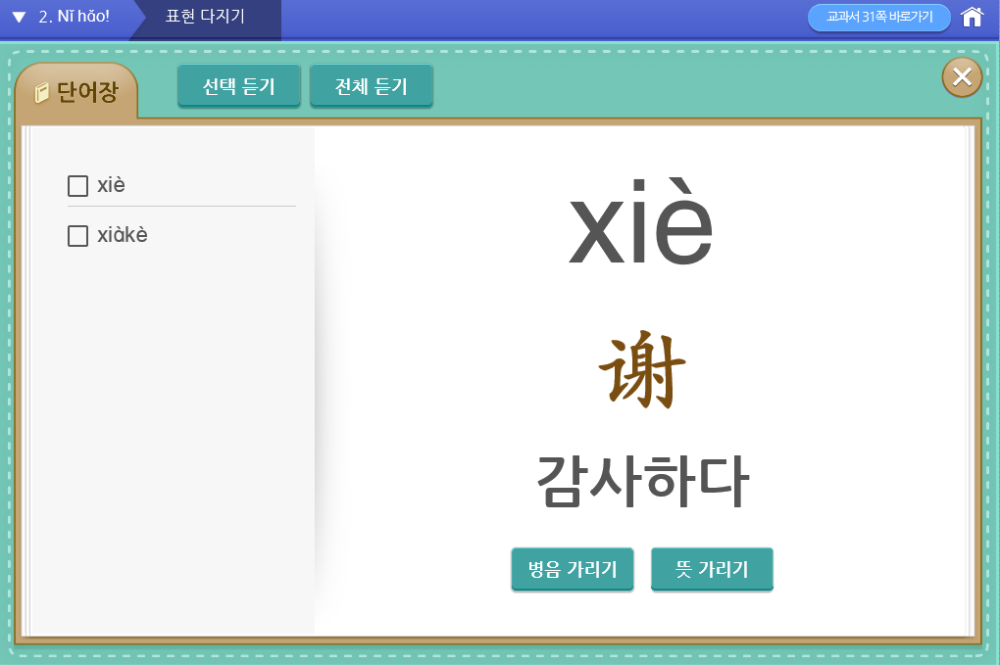 ▼ 2. Nǐ hǎo! 표현 다지기 교과서 31쪽 바로가기
단어장 선택 듣기 전체 듣기
xiè
xiàkè
xiè
谢
감사하다
병음 가리기 뜻 가리기